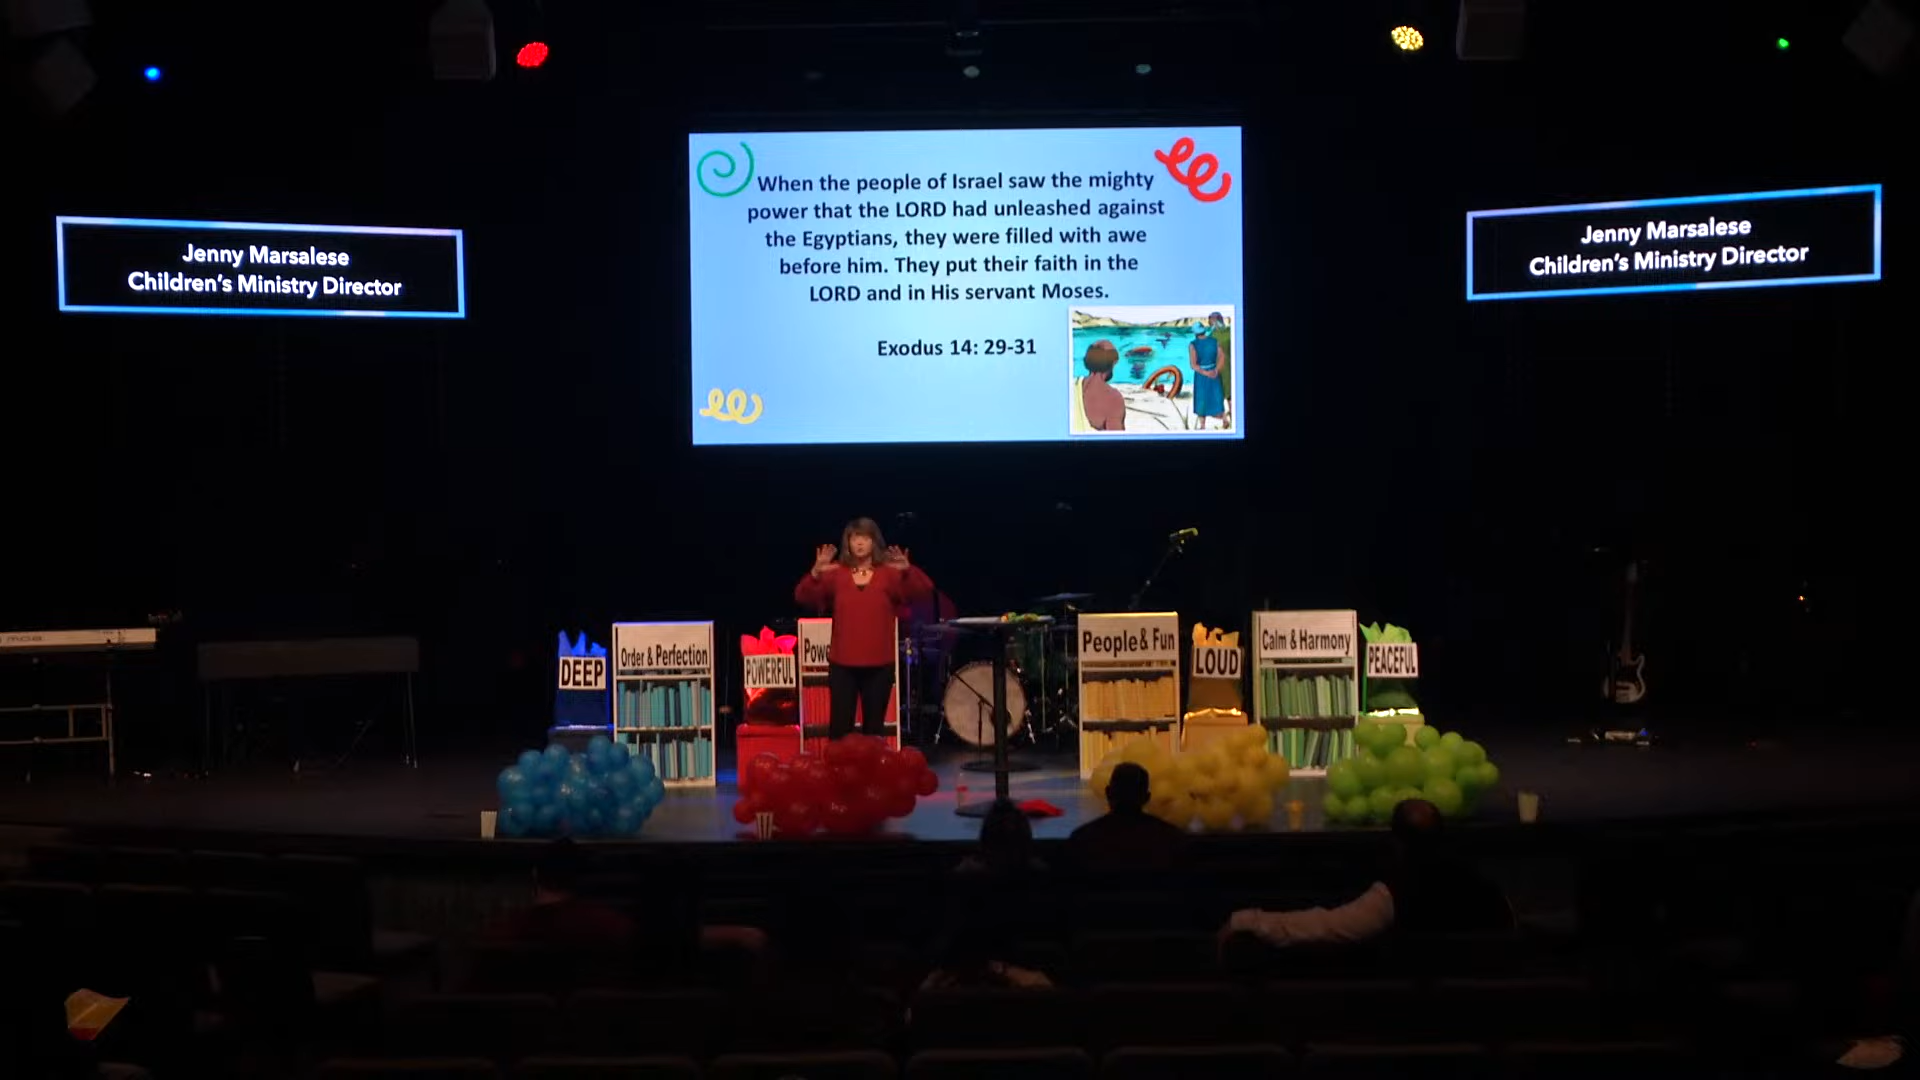 When the people of Israel saw the mighty
power that the LORD had unleashed against
the Egyptians, they were filled with awe
before him. They put their faith in the
LORD and in His servant Moses.
Exodus 14: 29-31
Jenny Marsalese
Children's Ministry Director
Jenny Marsalese
Children's Ministry Director
DEEP
Order & Perfection
POWERFUL
People & Fun
LOUD
Calm & Harmony
PEACEFUL